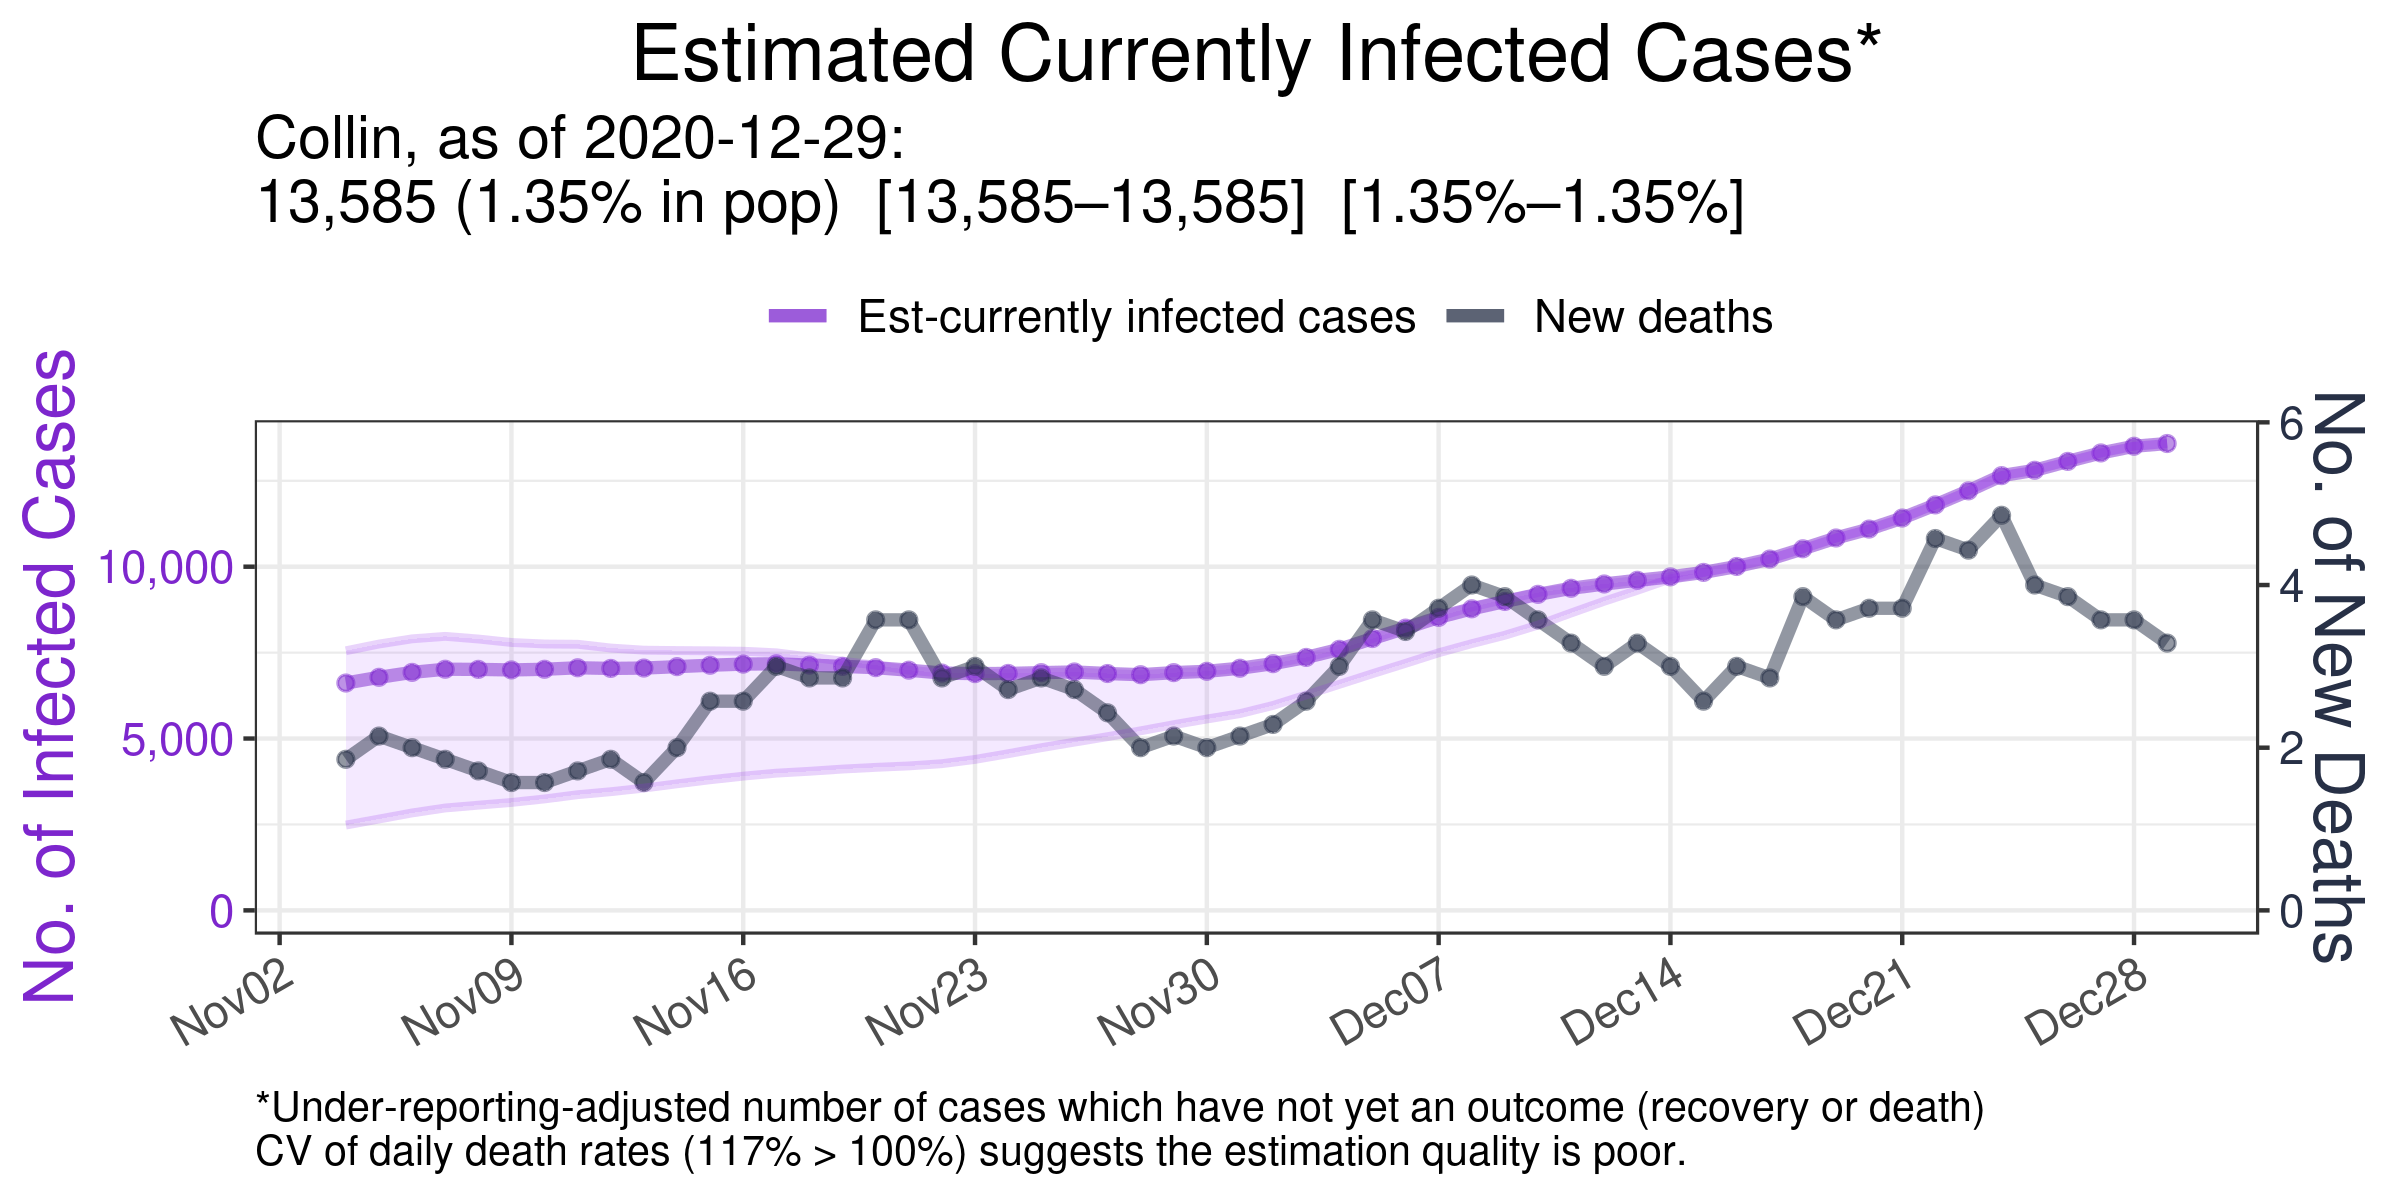 Estimated Currently Infected Cases*
Collin, as of 2020-12-29:
13,585 (1.35% in pop)  [13,585–13,585]  [1.35%–1.35%]
Est-currently infected cases
New deaths
No. of Infected Cases
10,000
5,000
0
6
4
2
0
No. of New Deaths
Nov02
Nov09
Nov16
Nov23
Nov30
Dec07
Dec14
Dec21
Dec28
*Under-reporting-adjusted number of cases which have not yet an outcome (recovery or death)
CV of daily death rates (117% > 100%) suggests the estimation quality is poor.